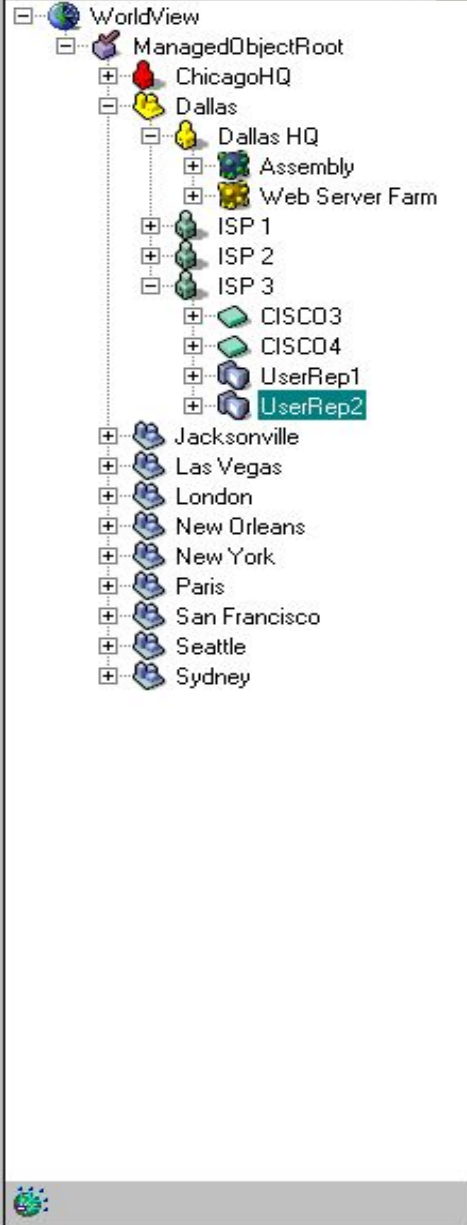 WorldView
ManagedObjectRoot
ChicagoHQ
Dallas
Dallas HQ
Assembly
Web Server Farm
ISP 1
ISP 2
ISP 3
CISCO3
CISCO4
UserRep1
UserRep2
Jacksonville
Las Vegas
London
New Orleans
New York
Paris
San Francisco
Seattle
Sydney